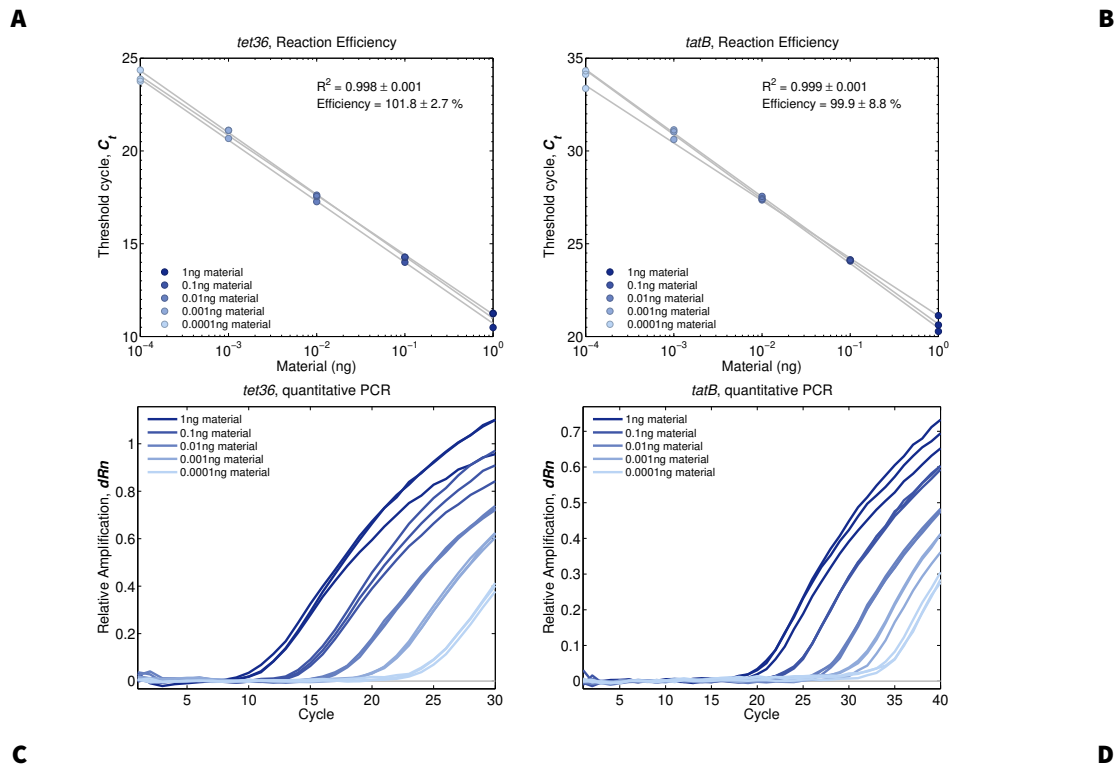 A
B
tet36, Reaction Efficiency
25
20
15
10
Threshold cycle, Ct
R2 = 0.998 ± 0.001
Efficiency = 101.8 ± 2.7 %
1ng material
0.1ng material
0.01ng material
0.001ng material
0.0001ng material
10−4
10−3
10−2
10−1
100
Material (ng)
tatB, Reaction Efficiency
35
30
25
20
Threshold cycle, Ct
R2 = 0.999 ± 0.001
Efficiency = 99.9 ± 8.8 %
1ng material
0.1ng material
0.01ng material
0.001ng material
0.0001ng material
10−4
10−3
10−2
10−1
100
Material (ng)
tet36, quantitative PCR
1
0.8
0.6
0.4
0.2
0
Relative Amplification, dRn
1ng material
0.1ng material
0.01ng material
0.001ng material
0.0001ng material
5
10
15
20
25
30
Cycle
tatB, quantitative PCR
0.7
0.6
0.5
0.4
0.3
0.2
0.1
0
Relative Amplification, dRn
1ng material
0.1ng material
0.01ng material
0.001ng material
0.0001ng material
5
10
15
20
25
30
35
40
Cycle
C
D